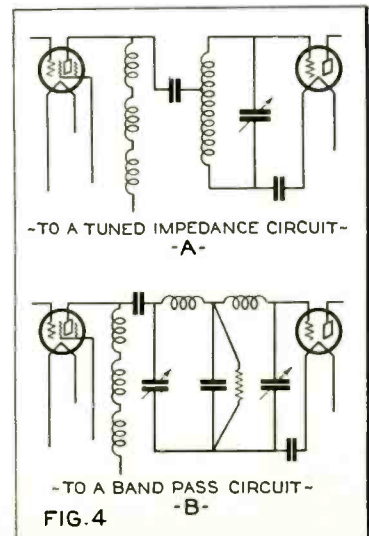 ~TO A TUNED IMPEDANCE CIRCUIT~
-A-
~TO A BAND PASS CIRCUIT~
-B-
FIG.4